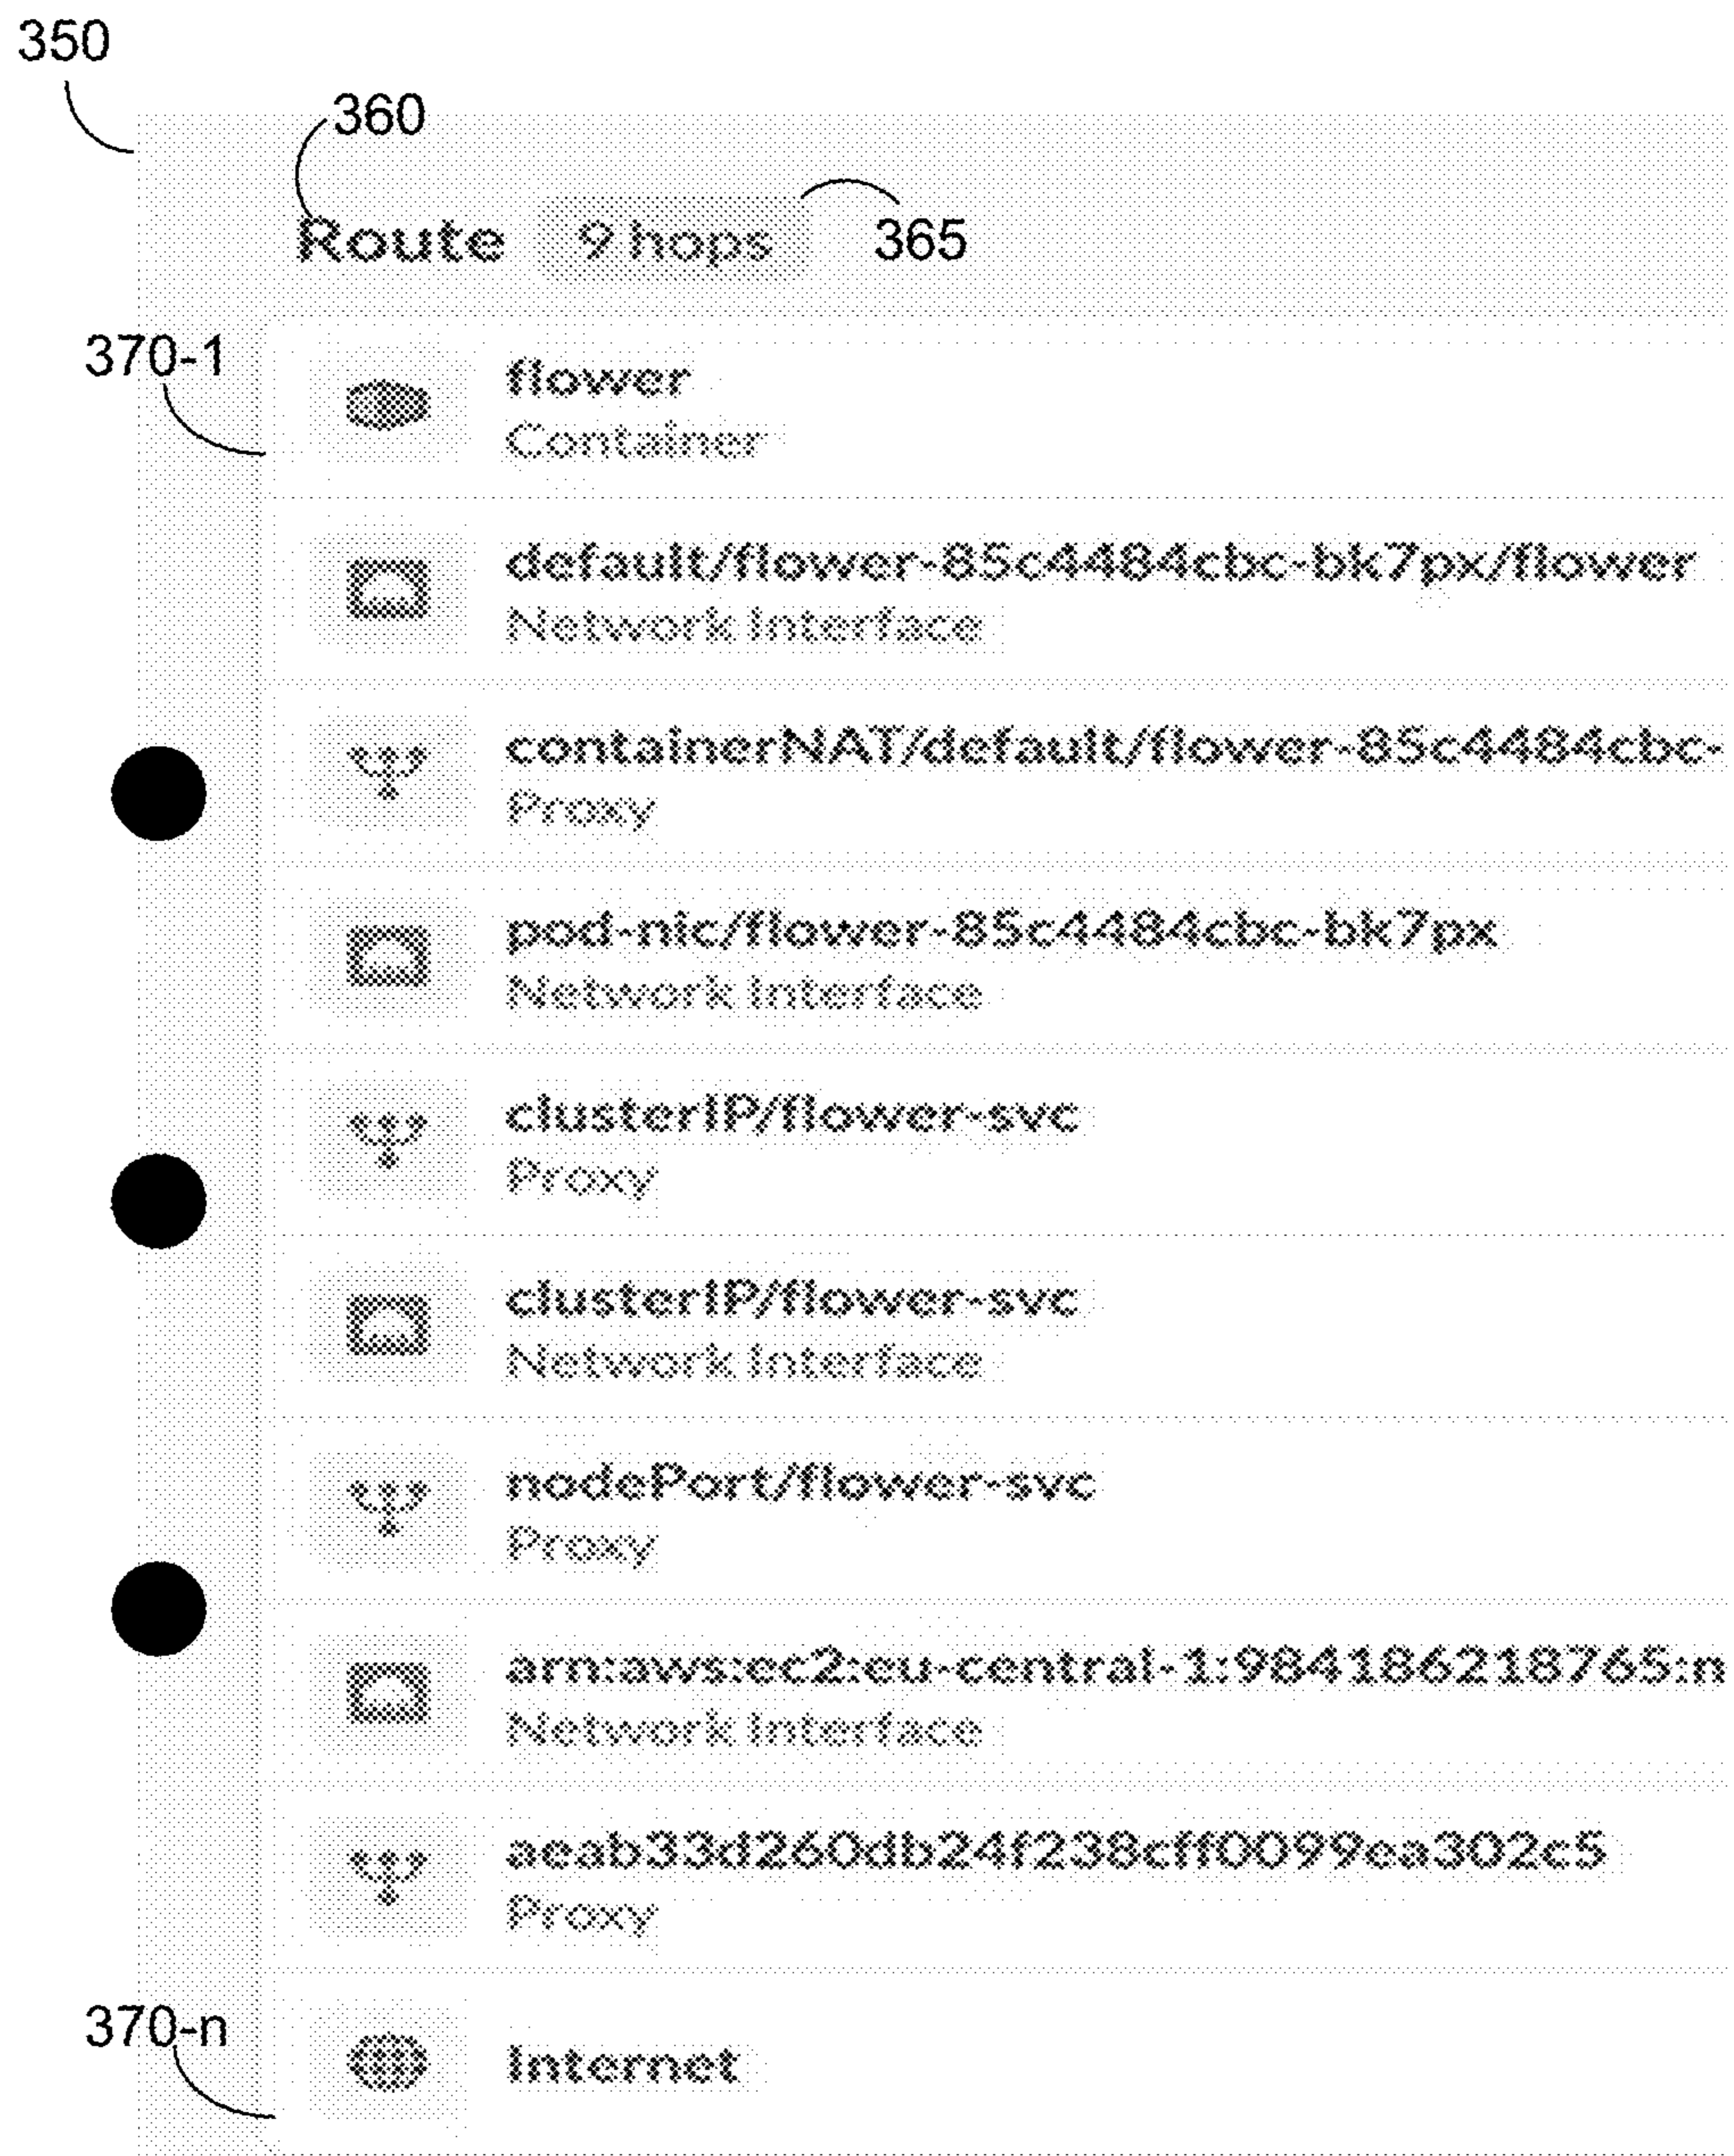 350
360
Route 9 hops
365
370-1
flower
Container
default/flower-85c4484cbc-bk7px/flower
Network Interface
containerNAT/default/flower-85c4484cbc-
Proxy
pod-nic/flower-85c4484cbc-bk7px
Network Interface
clusterIP/flower-svc
Proxy
clusterIP/flower-svc
Network Interface
nodePort/flower-svc
Proxy
arn:aws:ec2:eu-central-1:984186218765:n
Network Interface
aeab33d260db24f238cff0099ea302c5
Proxy
370-n
Internet